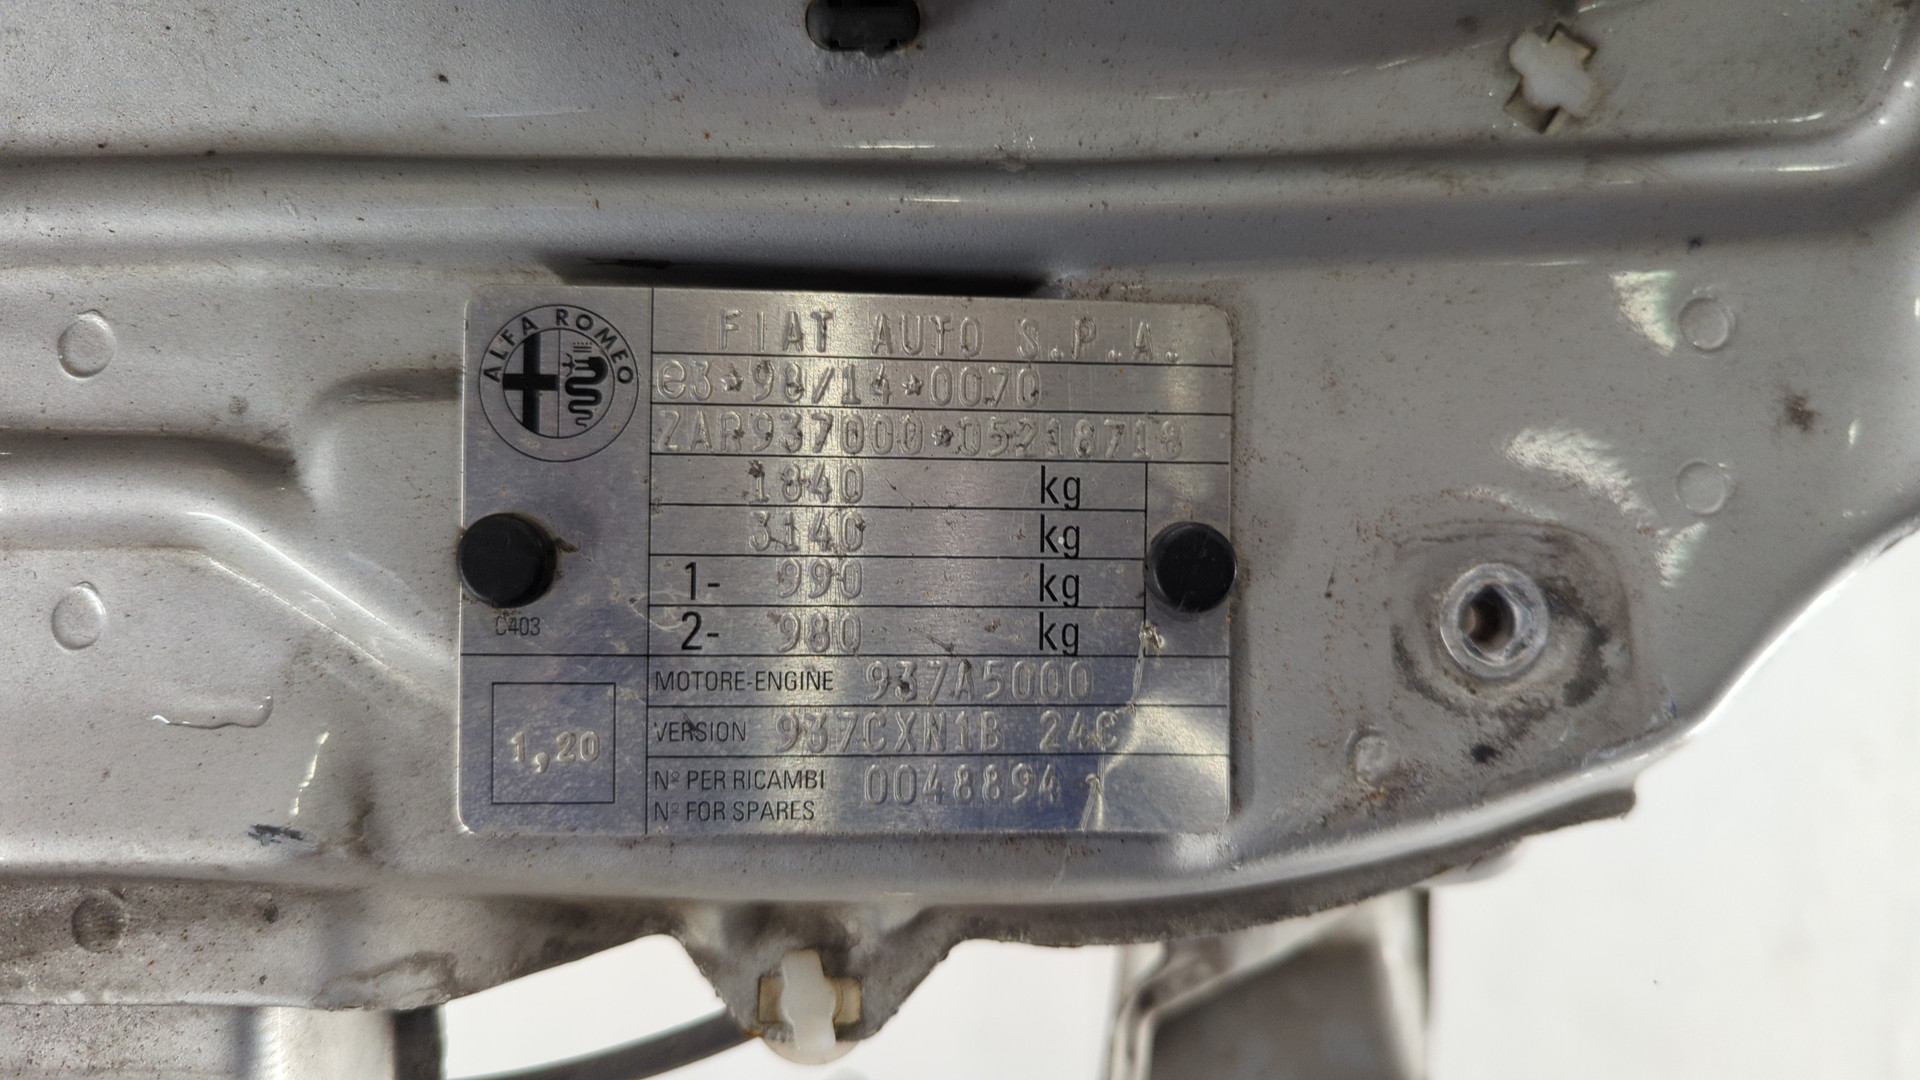 ALFA ROMEO
FIAT AUTO S.P.A.
e3*98/14*0070
ZAR937000*05218718
1840 kg
3140 kg
1- 990 kg
2- 980 kg
C403
MOTORE-ENGINE 937A5000
VERSION 937CXN1B 24C
1,20
Nº PER RICAMBI 0048894
Nº FOR SPARES